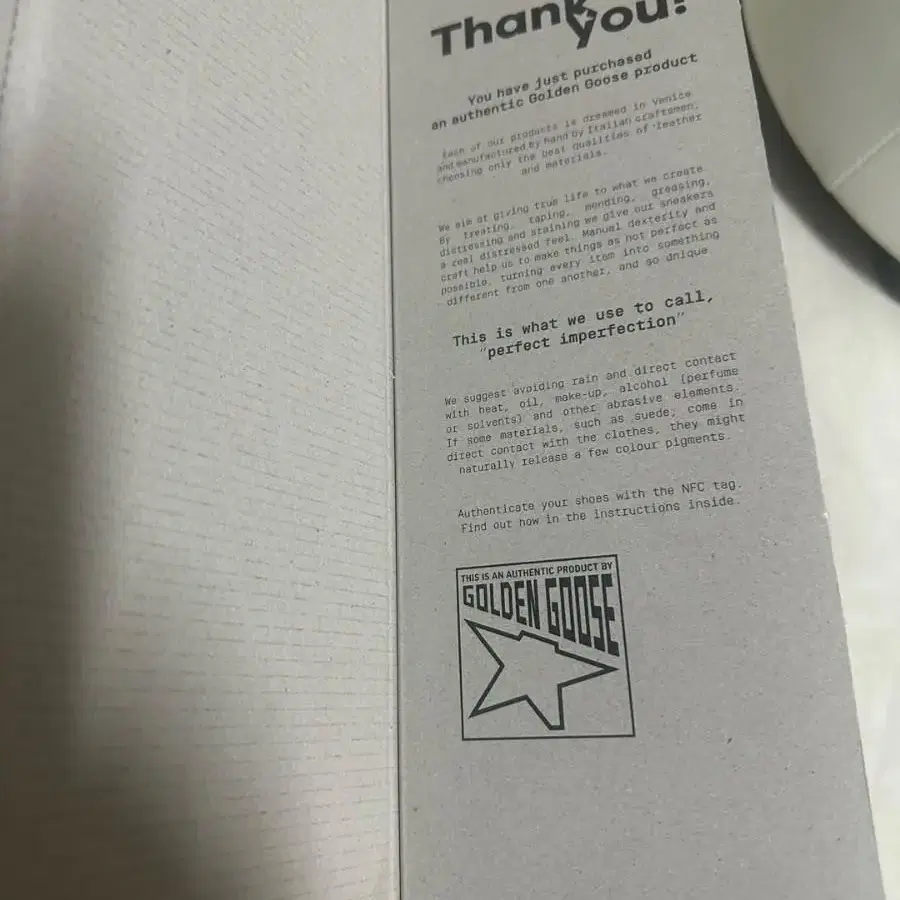 Thank
you!
You have just purchased
an authentic Golden Goose product
Each of our products is dreamed in Venice
and manufactured by hand by Italian craftsmen,
choosing only the best qualities of leather
and materials.
We aim at giving true life to what we create.
By treating, taping, mending, greasing,
distressing and staining we give our sneakers
a real distressed feel. Manual dexterity and
craft help us to make things as not perfect as
possible, turning every item into something
different from one another, and so unique.
This is what we use to call,
"perfect imperfection"
We suggest avoiding rain and direct contact
with heat, oil, make-up, alcohol (perfume
or solvents) and other abrasive elements.
If some materials, such as suede, come in
direct contact with the clothes, they might
naturally release a few colour pigments.
Authenticate your shoes with the NFC tag.
Find out how in the instructions inside.
THIS IS AN AUTHENTIC PRODUCT BY
GOLDEN GOOSE